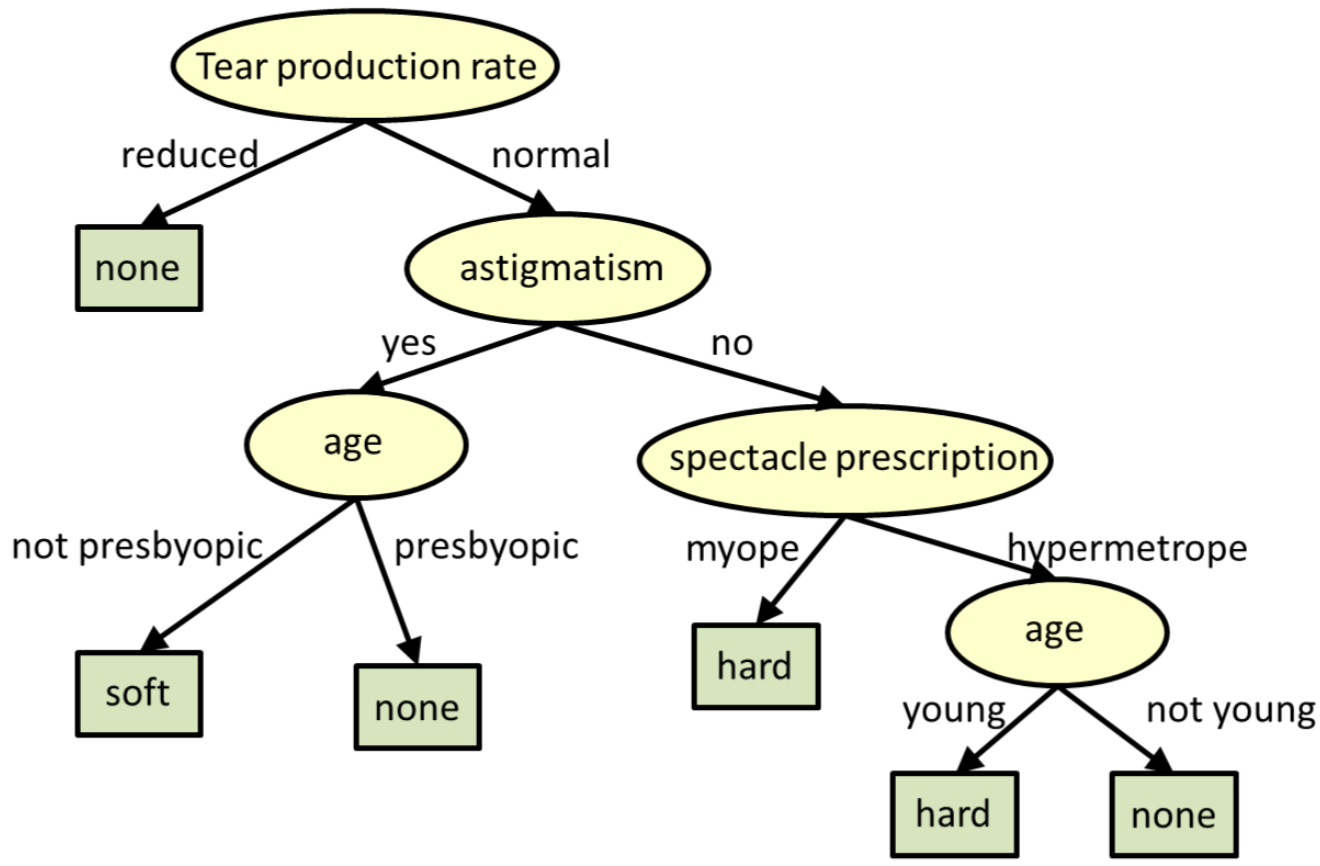 Tear production rate
reduced
normal
none
astigmatism
yes
no
age
spectacle prescription
not presbyopic
presbyopic
myope
hypermetrope
soft
none
hard
age
young
not young
hard
none